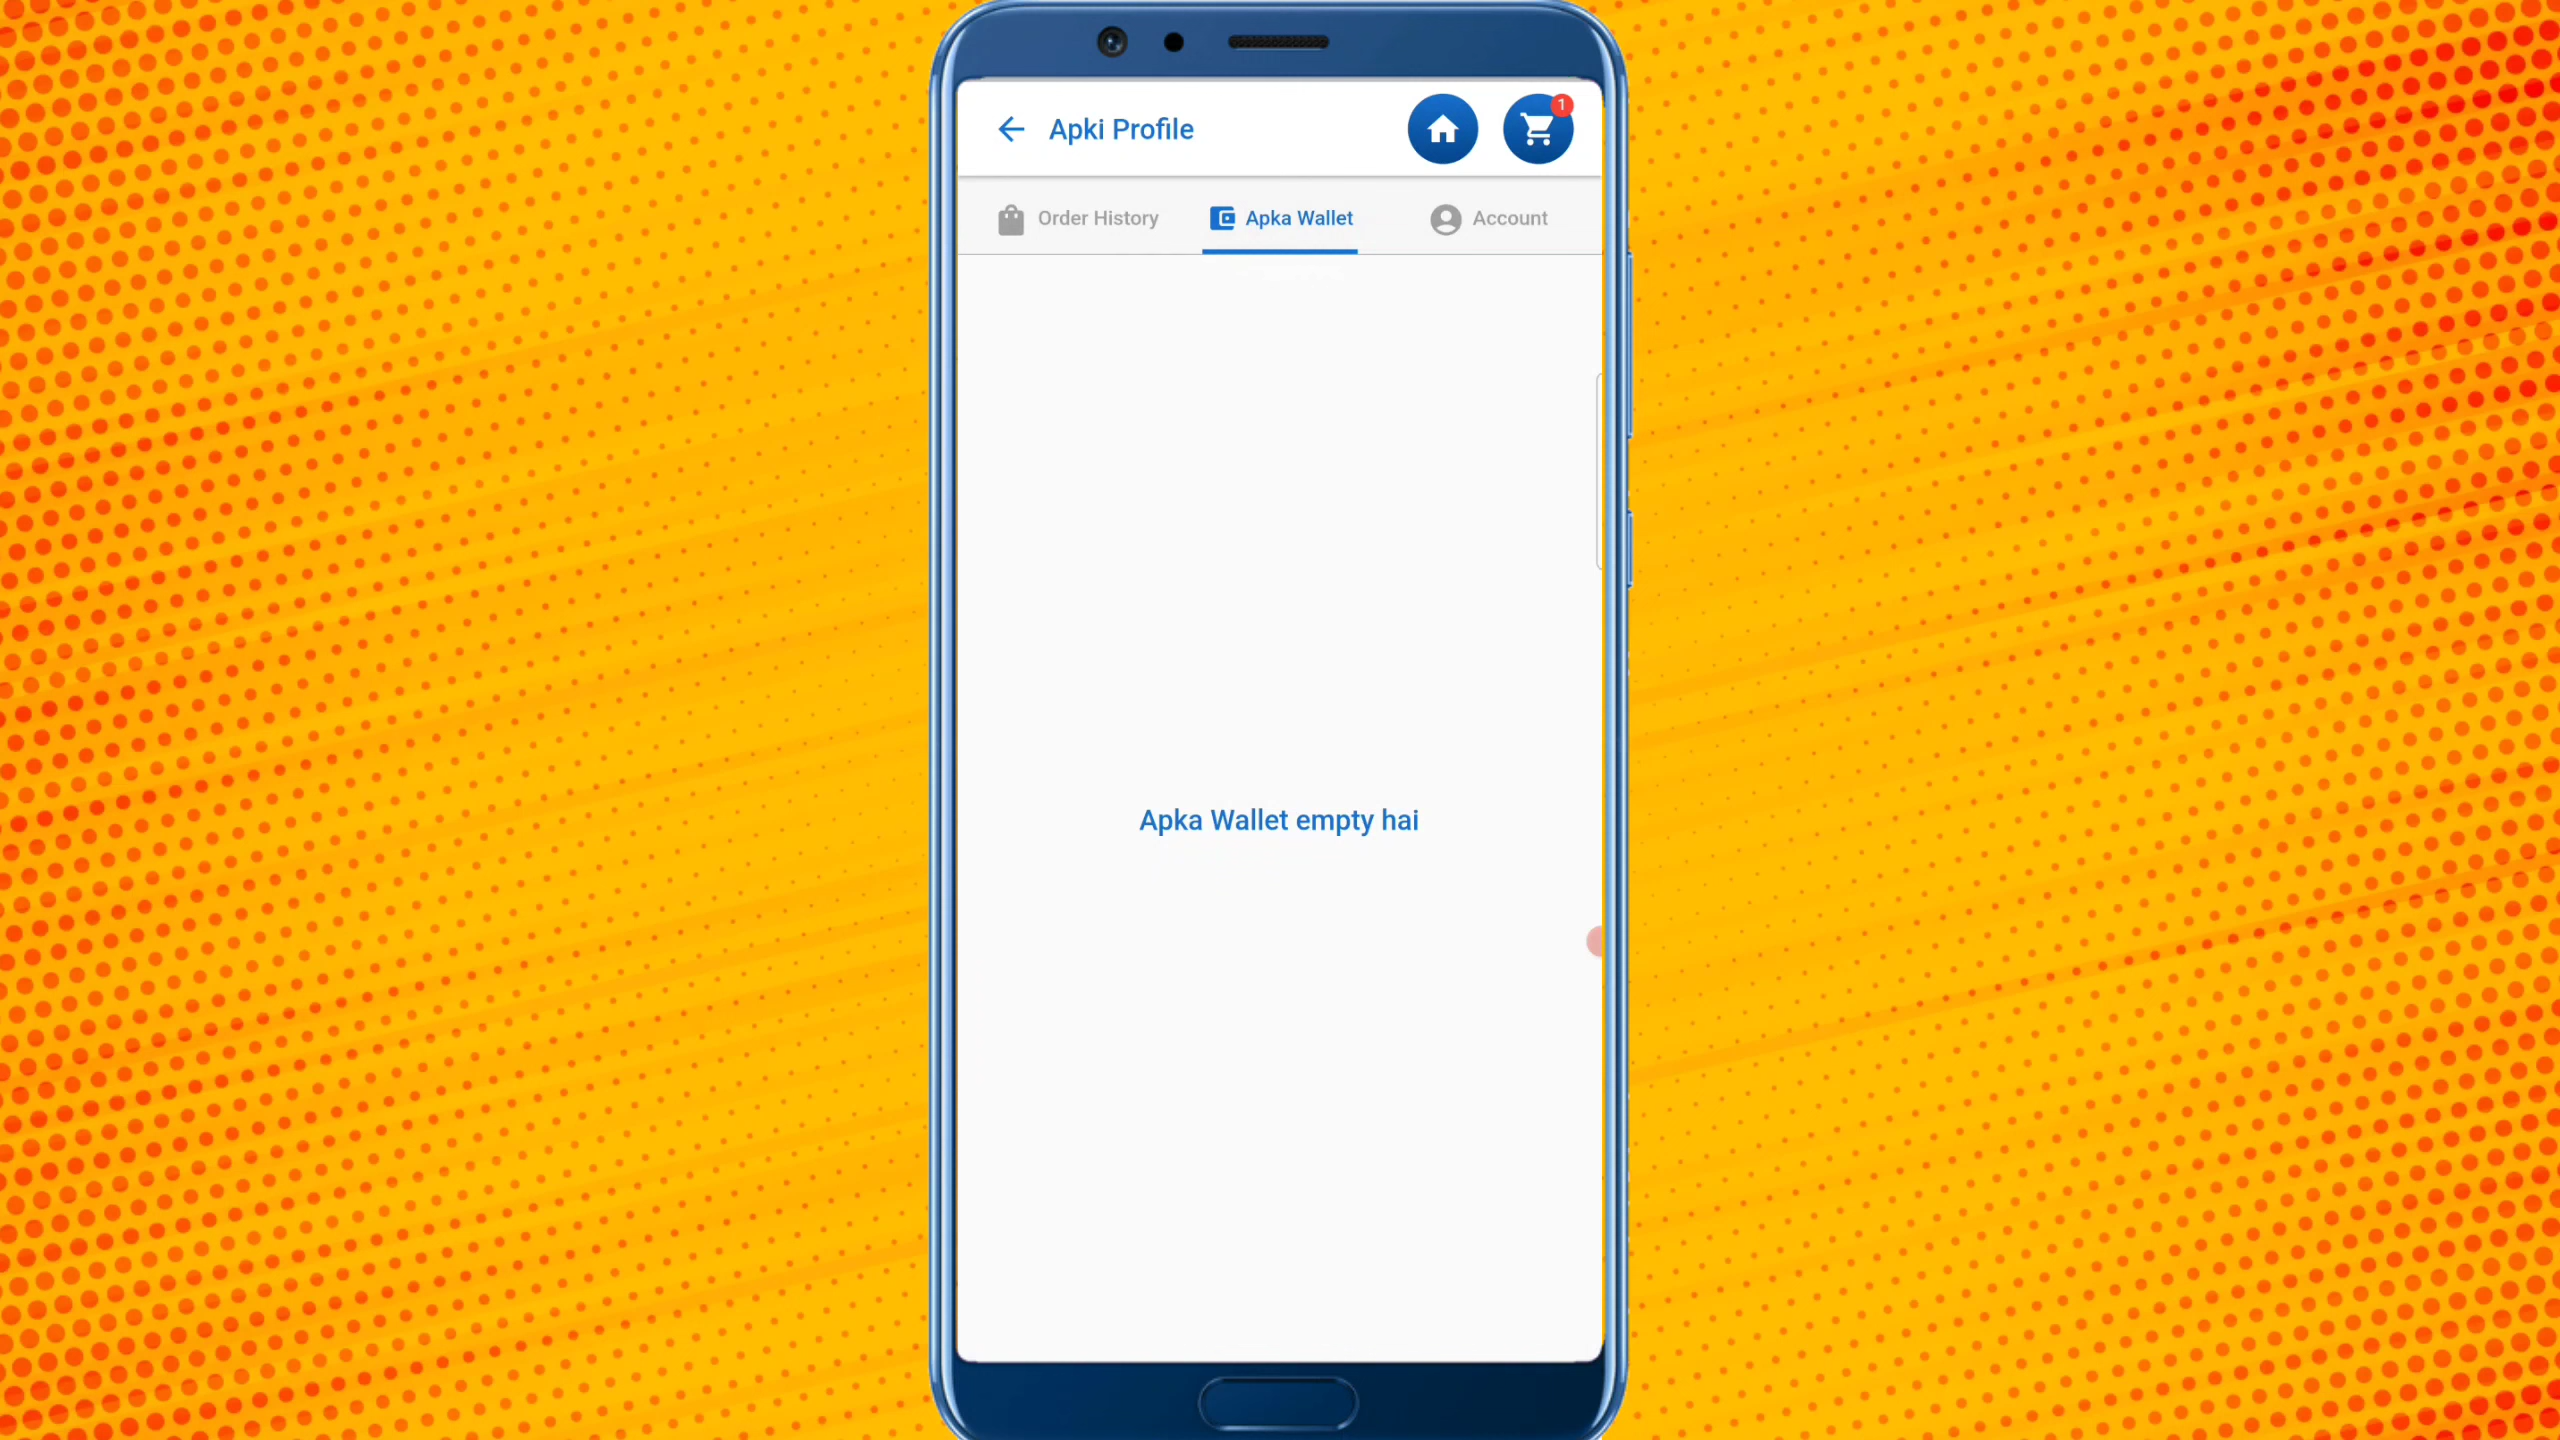 Apki Profile
1
Order History
Apka Wallet
Account
Apka Wallet empty hai